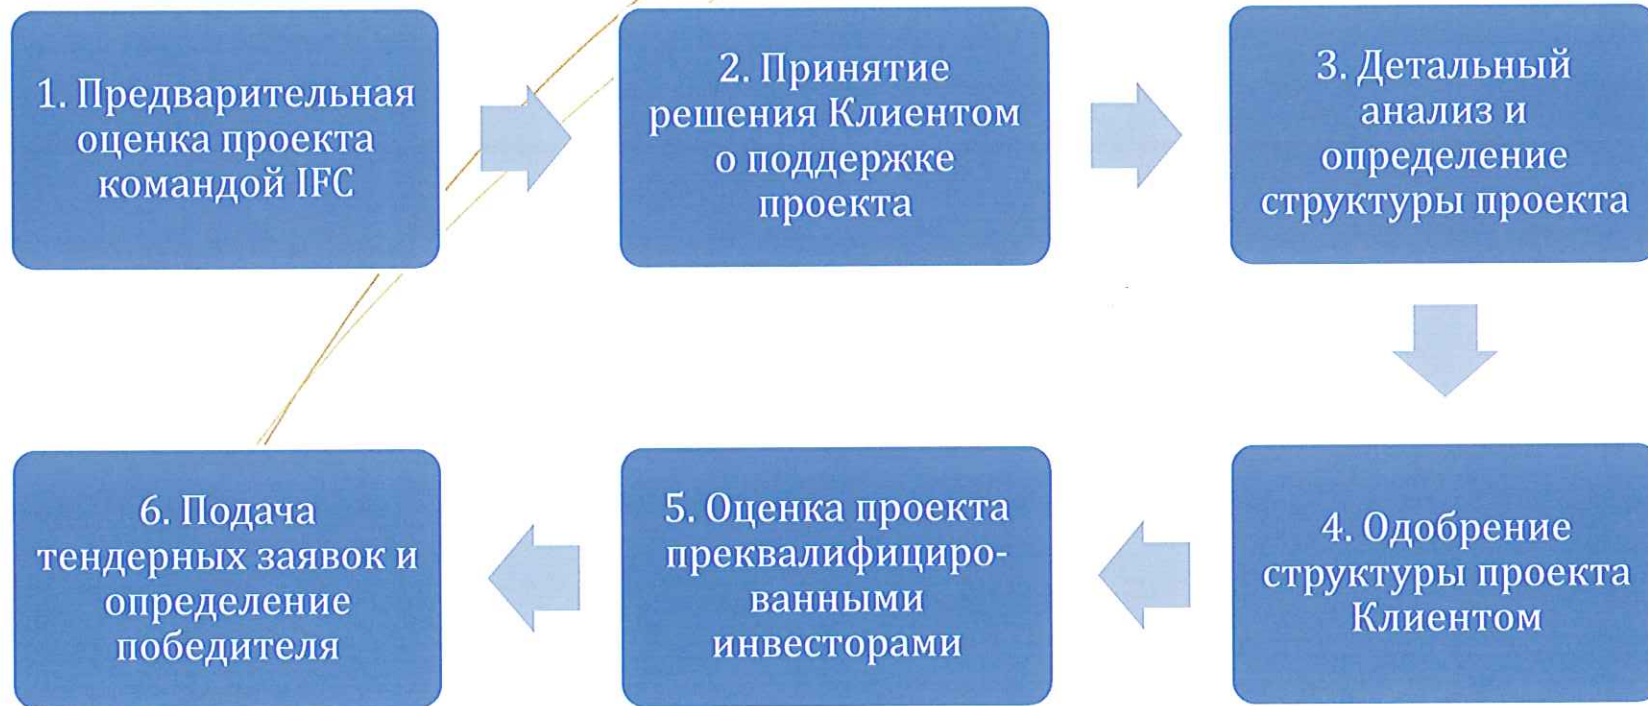 1. Предварительная
оценка проекта
командой IFC
2. Принятие
решения Клиентом
о поддержке
проекта
3. Детальный
анализ и
определение
структуры проекта
4. Одобрение
структуры проекта
Клиентом
5. Оценка проекта
преквалифициро-
ванными
инвесторами
6. Подача
тендерных заявок и
определение
победителя